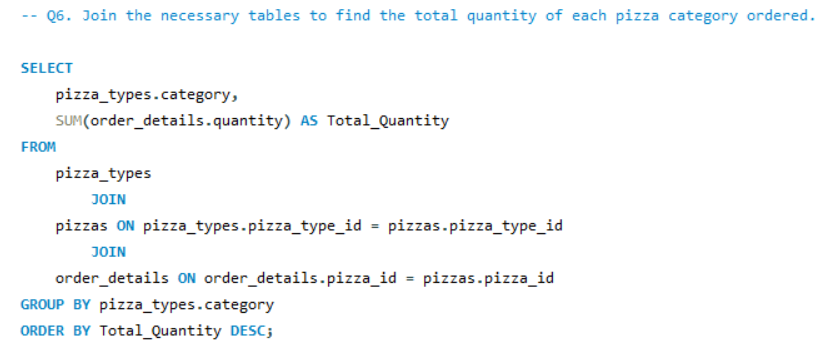 -- Q6. Join the necessary tables to find the total quantity of each pizza category ordered.
SELECT
pizza_types.category,
SUM(order_details.quantity) AS Total_Quantity
FROM
pizza_types
JOIN
pizzas ON pizza_types.pizza_type_id = pizzas.pizza_type_id
JOIN
order_details ON order_details.pizza_id = pizzas.pizza_id
GROUP BY pizza_types.category
ORDER BY Total_Quantity DESC;